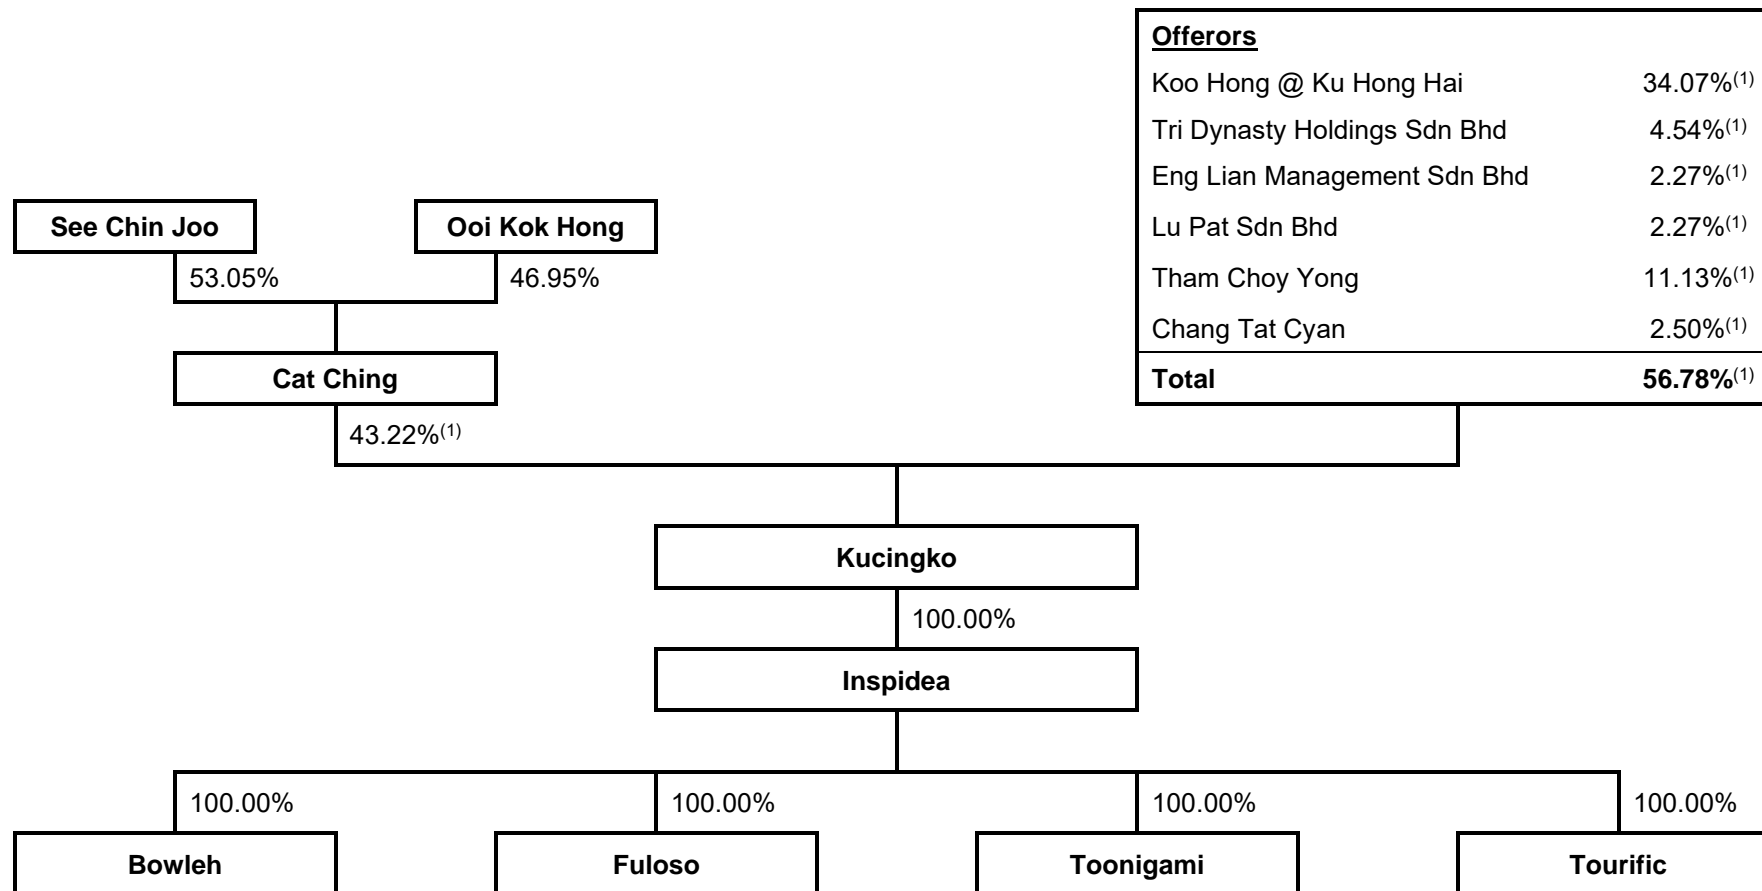 Offerors
Koo Hong @ Ku Hong Hai 34.07%(1)
Tri Dynasty Holdings Sdn Bhd 4.54%(1)
Eng Lian Management Sdn Bhd 2.27%(1)
Lu Pat Sdn Bhd 2.27%(1)
Tham Choy Yong 11.13%(1)
Chang Tat Cyan 2.50%(1)
Total 56.78%(1)
See Chin Joo Ooi Kok Hong
53.05% 46.95%
Cat Ching
43.22%(1)
Kucingko
100.00%
Inspidea
100.00% 100.00% 100.00% 100.00%
Bowleh Fuloso Toonigami Tourific